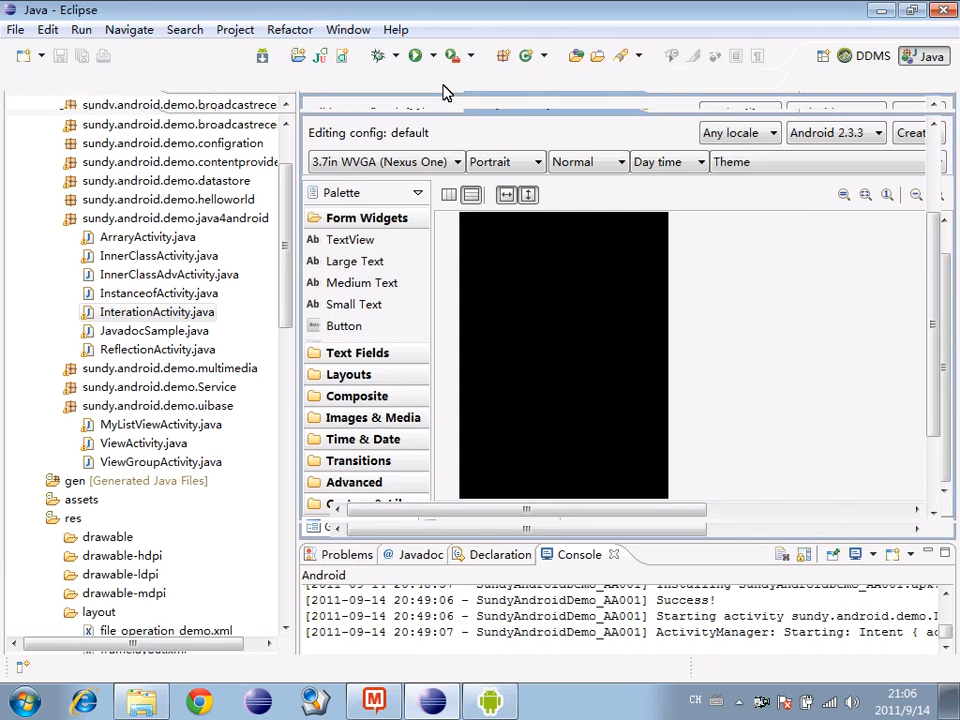 Java - Eclipse
File Edit Run Navigate Search Project Refactor Window Help
DDMS Java
sundy.android.demo.broadcastrece
sundy.android.demo.broadcastrece
sundy.android.demo.configration
sundy.android.demo.contentprovide
sundy.android.demo.datastore
sundy.android.demo.helloworld
sundy.android.demo.java4android
ArraryActivity.java
InnerClassActivity.java
InnerClassAdvActivity.java
InstanceofActivity.java
InterationActivity.java
JavadocSample.java
ReflectionActivity.java
sundy.android.demo.multimedia
sundy.android.demo.Service
sundy.android.demo.uibase
MyListViewActivity.java
ViewActivity.java
ViewGroupActivity.java
gen [Generated Java Files]
assets
res
drawable
drawable-hdpi
drawable-ldpi
drawable-mdpi
layout
file_operation_demo.xml
Editing config: default
Any locale Android 2.3.3 Creat
3.7in WVGA (Nexus One) Portrait Normal Day time Theme
Palette
Form Widgets
Ab TextView
Ab Large Text
Ab Medium Text
Ab Small Text
Button
Text Fields
Layouts
Composite
Images & Media
Time & Date
Transitions
Advanced
Problems @ Javadoc Declaration Console
Android
[2011-09-14 20:49:06 - SundyAndroidDemo_AA001] Success!
[2011-09-14 20:49:06 - SundyAndroidDemo_AA001] Starting activity sundy.android.demo.
[2011-09-14 20:49:07 - SundyAndroidDemo_AA001] ActivityManager: Starting: Intent { ac
CH
21:06
2011/9/14